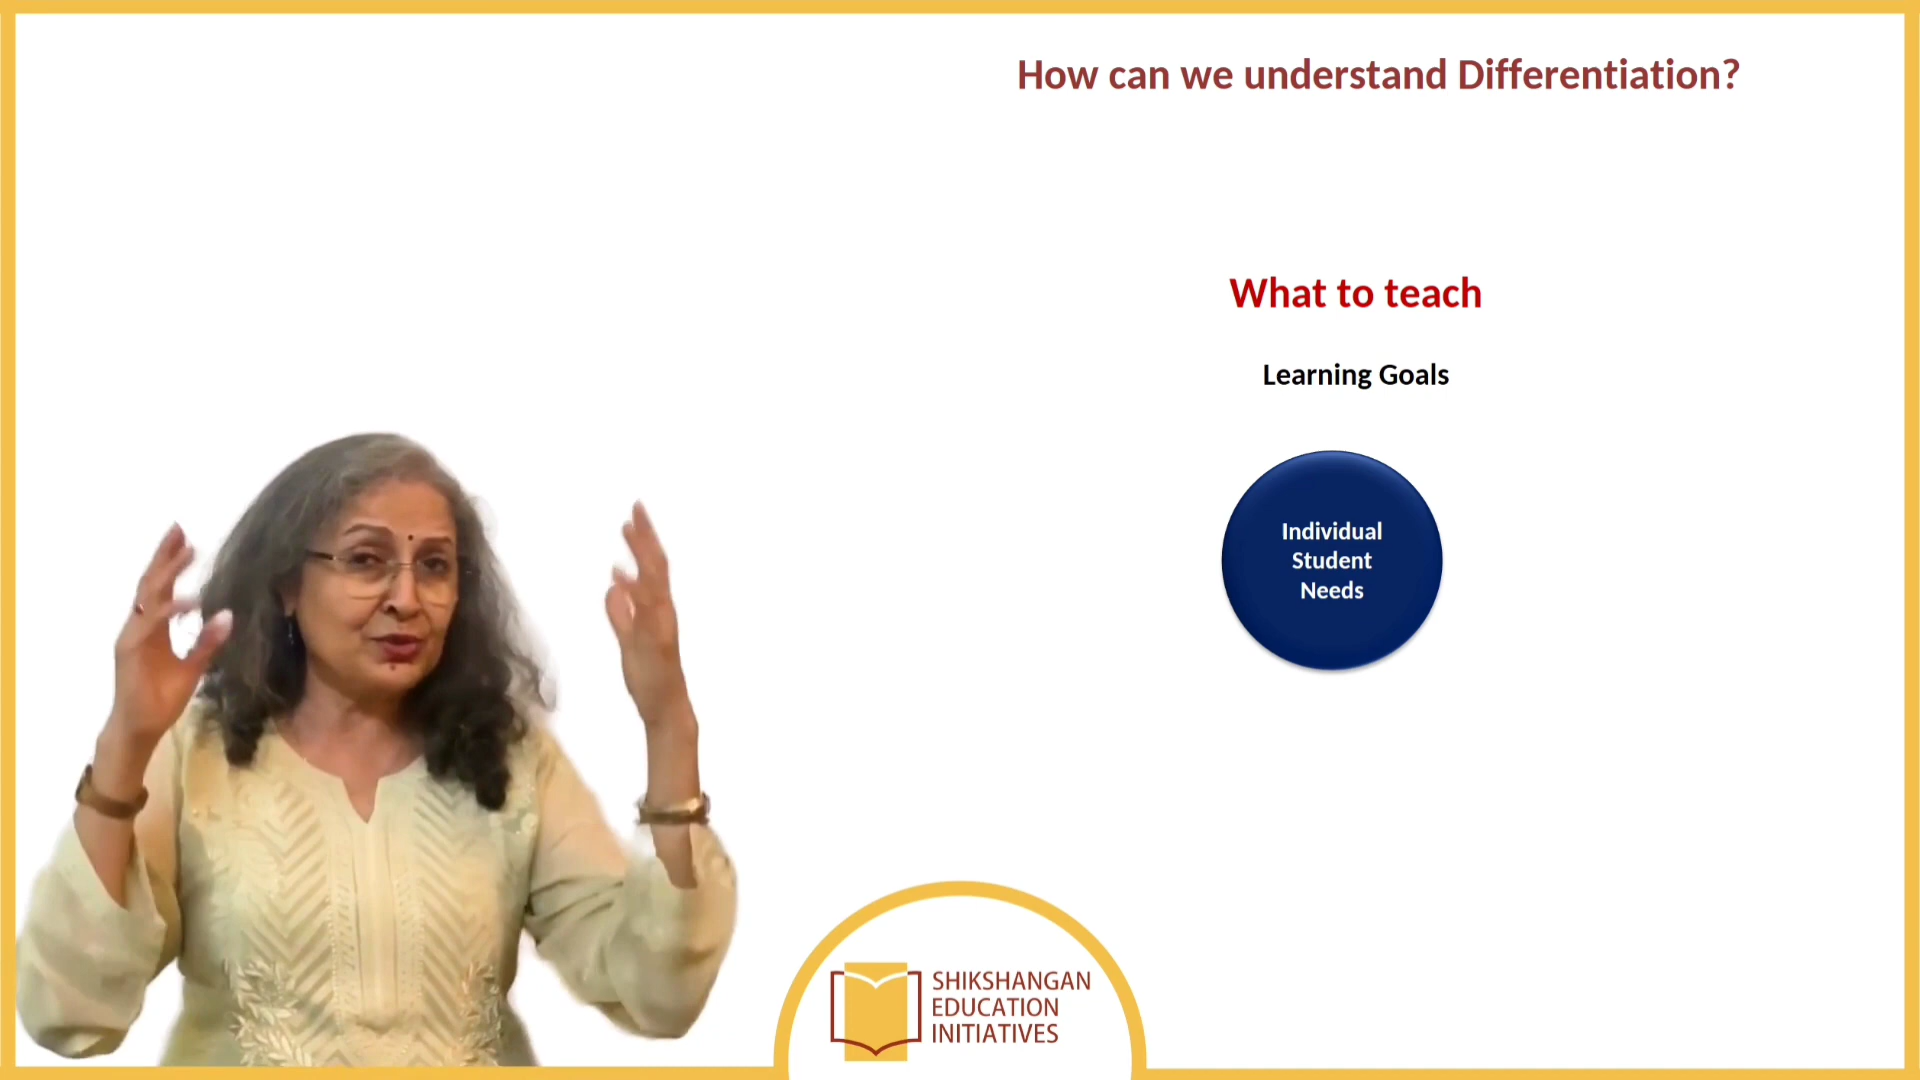 How can we understand Differentiation?
What to teach
Learning Goals
Individual
Student
Needs
SHIKSHANGAN
EDUCATION
INITIATIVES